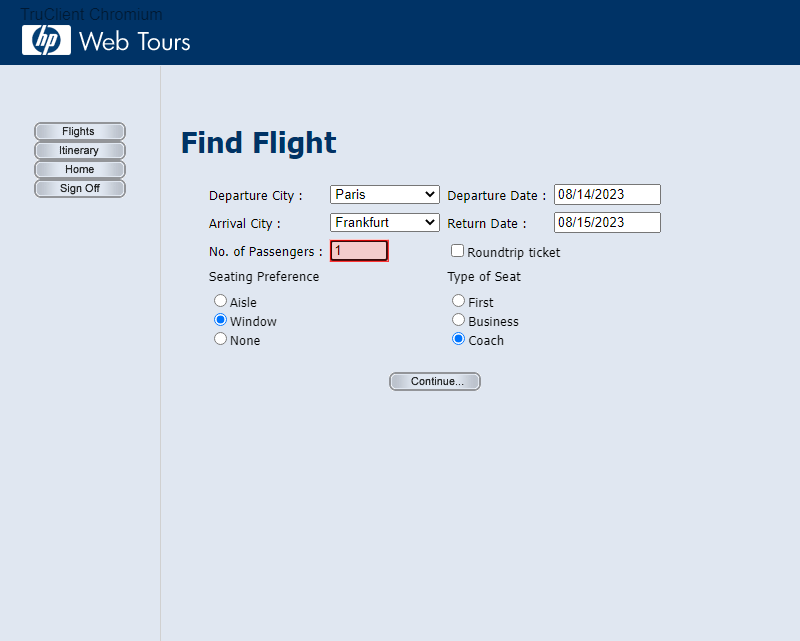 TruClient Chromium
hp Web Tours
Flights
Itinerary
Home
Sign Off
Find Flight
Departure City : Paris Departure Date : 08/14/2023
Arrival City : Frankfurt Return Date : 08/15/2023
No. of Passengers : 1 Roundtrip ticket
Seating Preference Type of Seat
Aisle First
Window Business
None Coach
Continue...